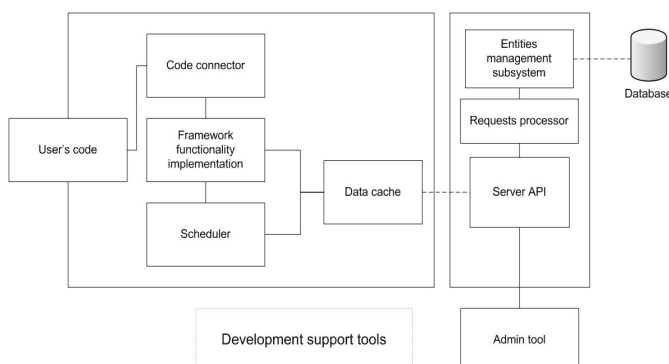 Code connector
User's code
Framework
functionality
implementation
Scheduler
Data cache
Entities
management
subsystem
Database
Requests processor
Server API
Development support tools
Admin tool